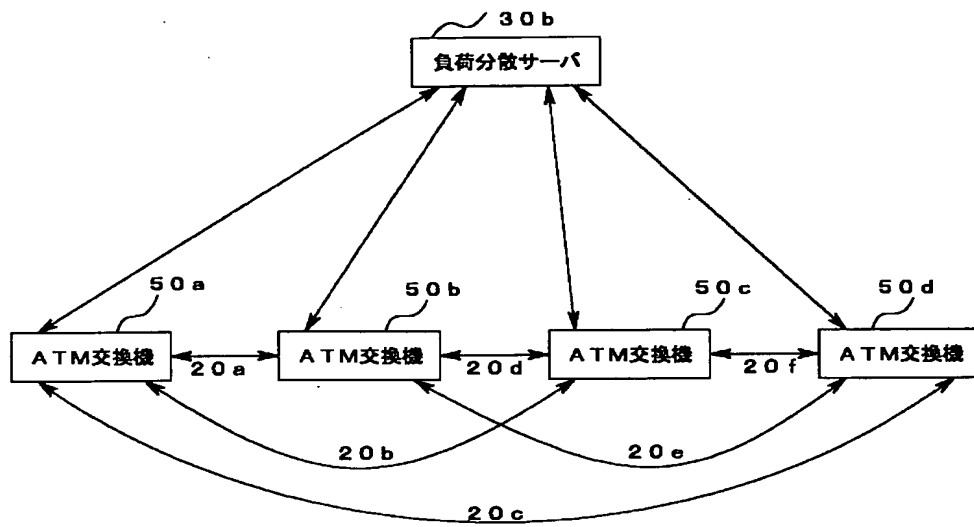 ３０ｂ
負荷分散サーバ
５０ａ
５０ｂ
５０ｃ
５０ｄ
ＡＴＭ交換機
ＡＴＭ交換機
ＡＴＭ交換機
ＡＴＭ交換機
２０ａ
２０ｄ
２０ｆ
２０ｂ
２０ｅ
２０ｃ